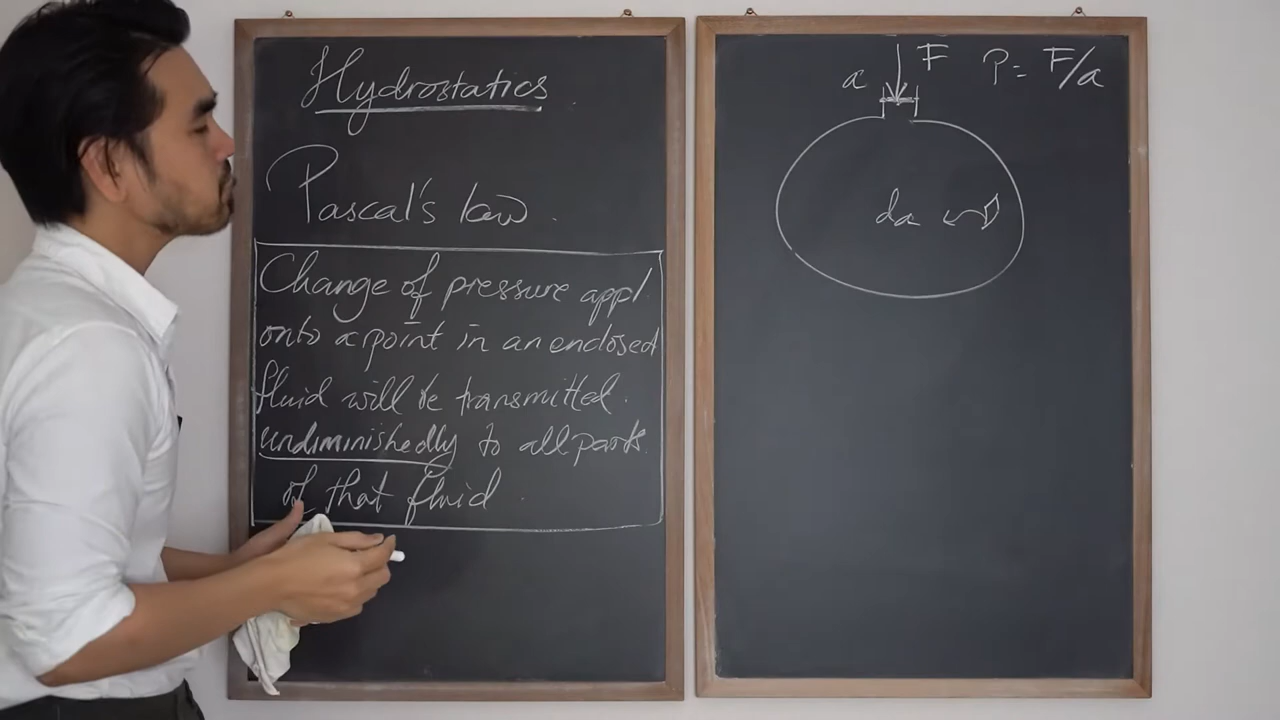 Hydrostatics
Pascal's law.
Change of pressure appl.
onto a point in an enclosed
fluid will be transmitted.
undiminishedly to all parts.
of that fluid.
a F P = F/a
da